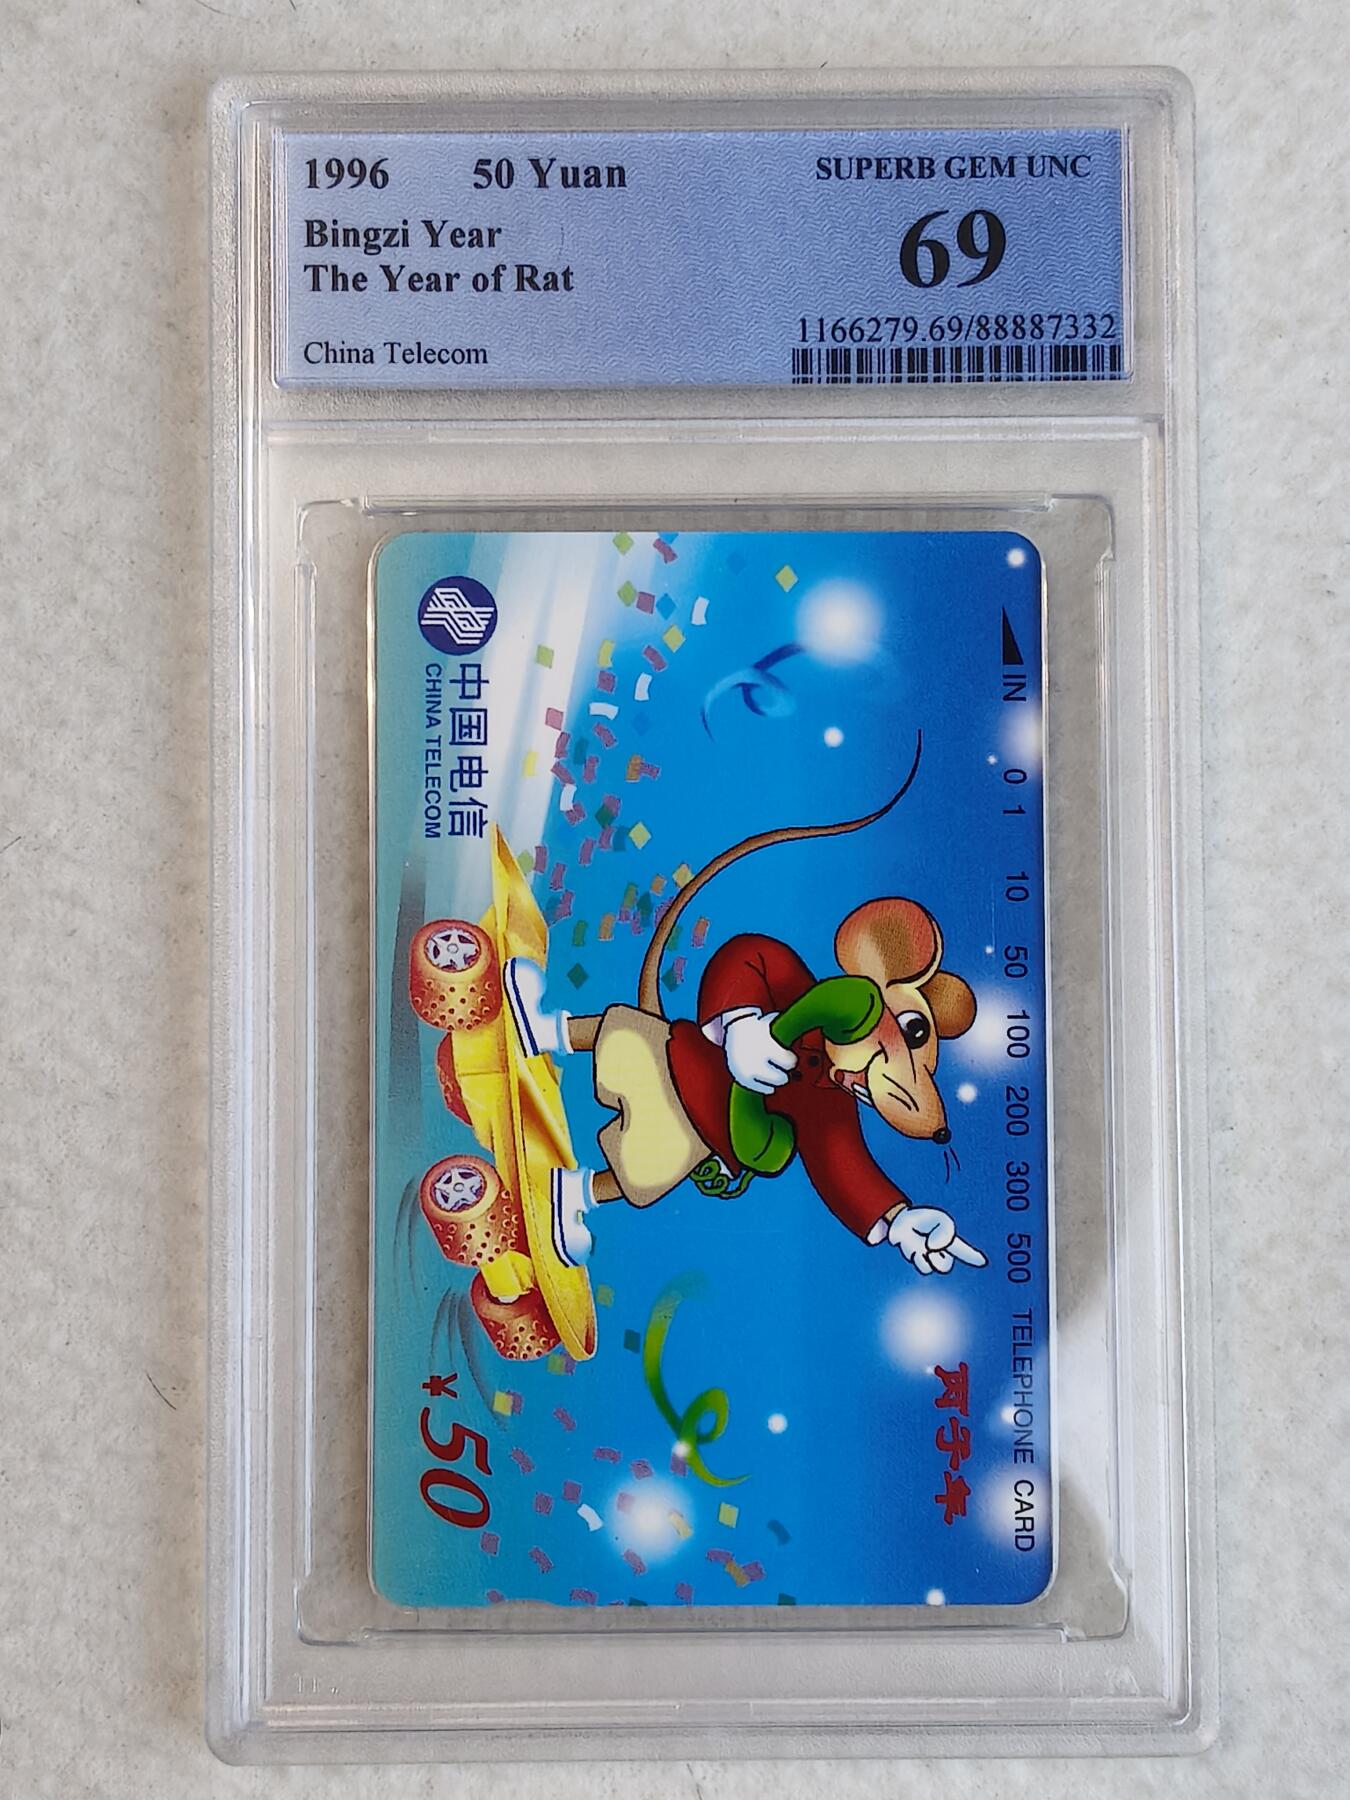 1996 50 Yuan
SUPERB GEM UNC
Bingzi Year
69
The Year of Rat
1166279.69/88887332
China Telecom
IN 0 1 10 50 100 200 300 500 TELEPHONE CARD
中国电信
CHINA TELECOM
丙子年
¥50